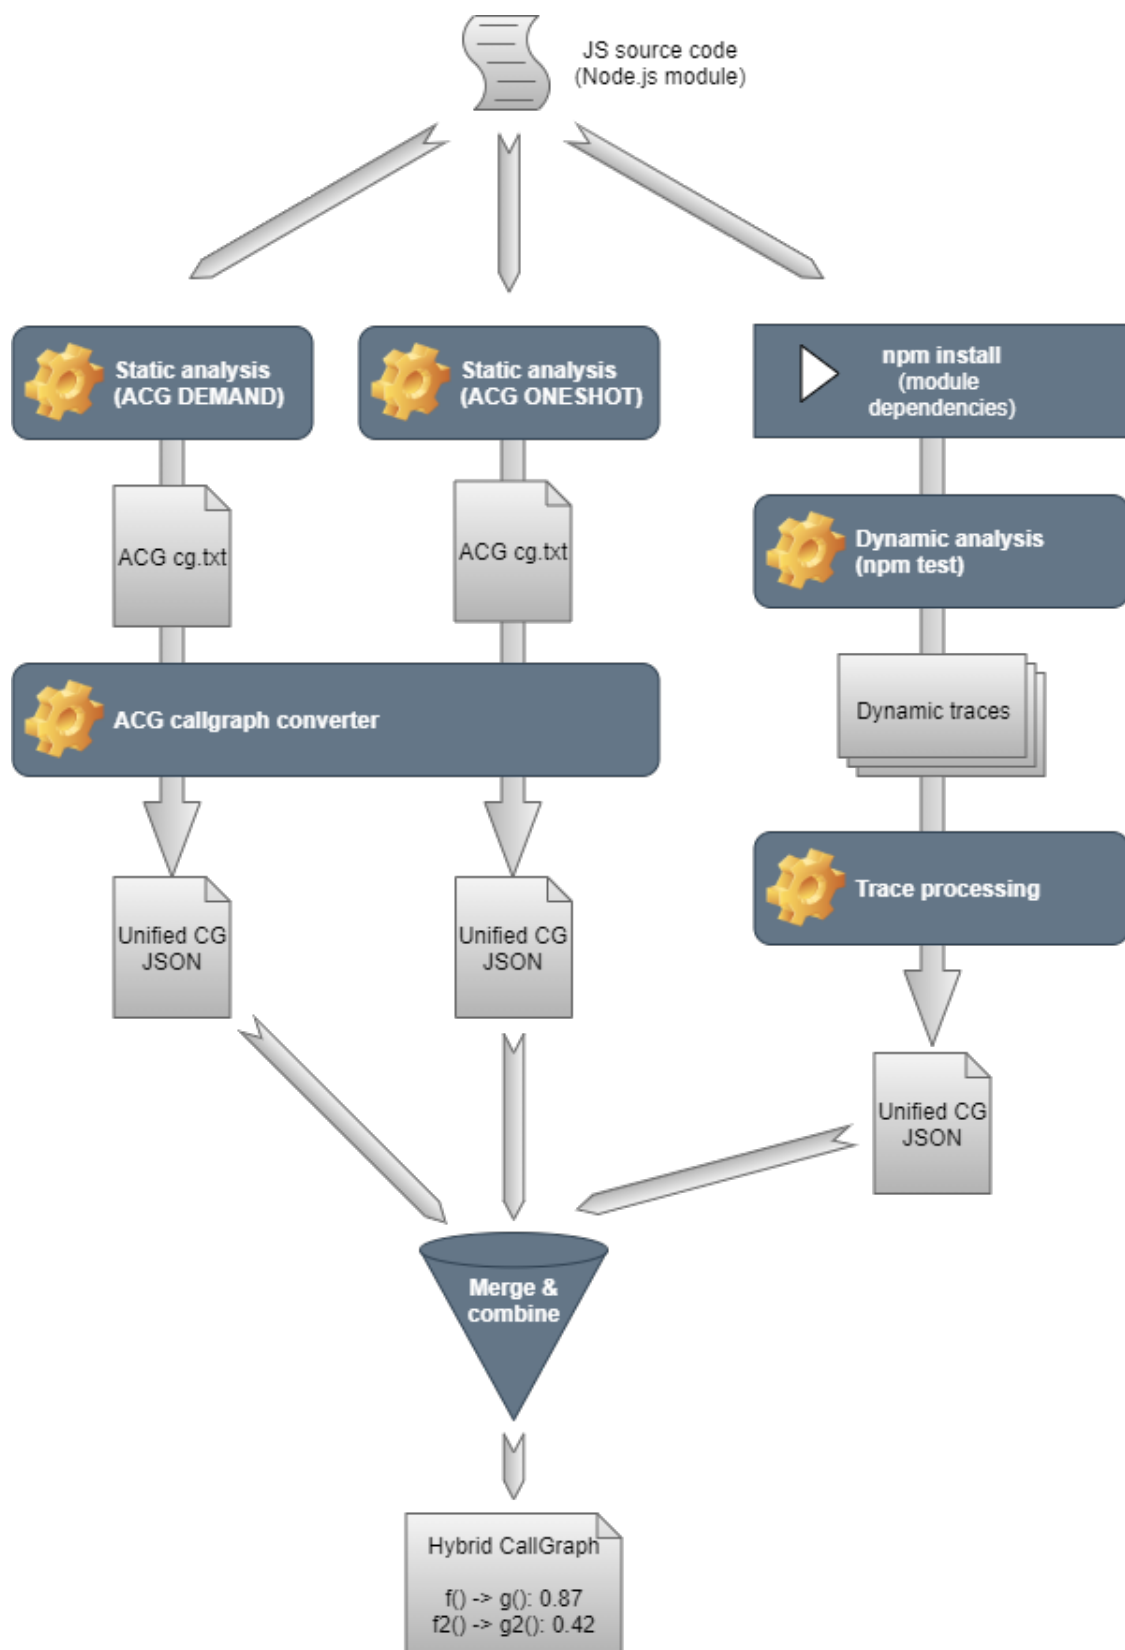 JS source code
(Node.js module)
Static analysis
(ACG DEMAND)
Static analysis
(ACG ONESHOT)
npm install
(module
dependencies)
ACG cg.txt
ACG cg.txt
Dynamic analysis
(npm test)
ACG callgraph converter
Dynamic traces
Trace processing
Unified CG
JSON
Unified CG
JSON
Unified CG
JSON
Merge &
combine
Hybrid CallGraph
f() -> g(): 0.87
f2() -> g2(): 0.42